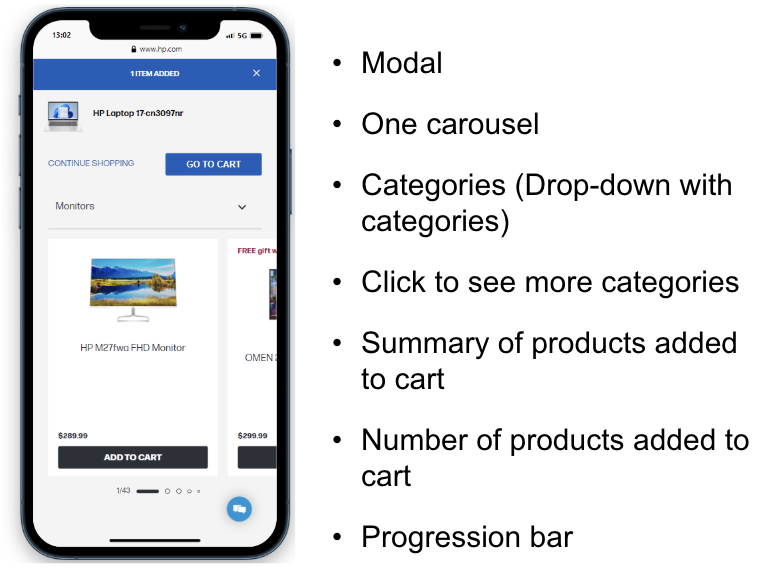 13:02
5G
www.hp.com
1 ITEM ADDED
HP Laptop 17-cn3097nr
CONTINUE SHOPPING
GO TO CART
Monitors
FREE gift w
HP M27fwa FHD Monitor
OMEN 2
$289.99
$299.99
ADD TO CART
1/43
• Modal
• One carousel
• Categories (Drop-down with
categories)
• Click to see more categories
• Summary of products added
to cart
• Number of products added to
cart
• Progression bar